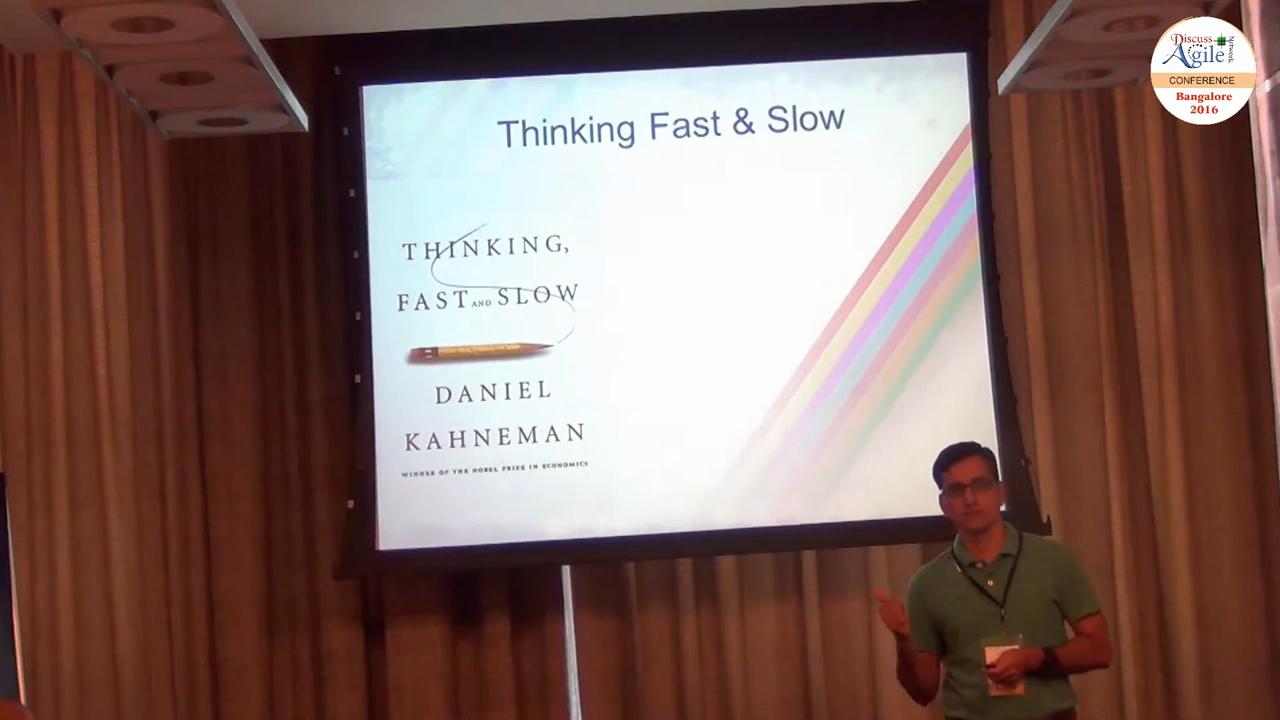 Thinking Fast & Slow
THINKING,
FAST AND SLOW
DANIEL
KAHNEMAN
WINNER OF THE NOBEL PRIZE IN ECONOMICS
Discuss
Agile
Network
CONFERENCE
Bangalore
2016